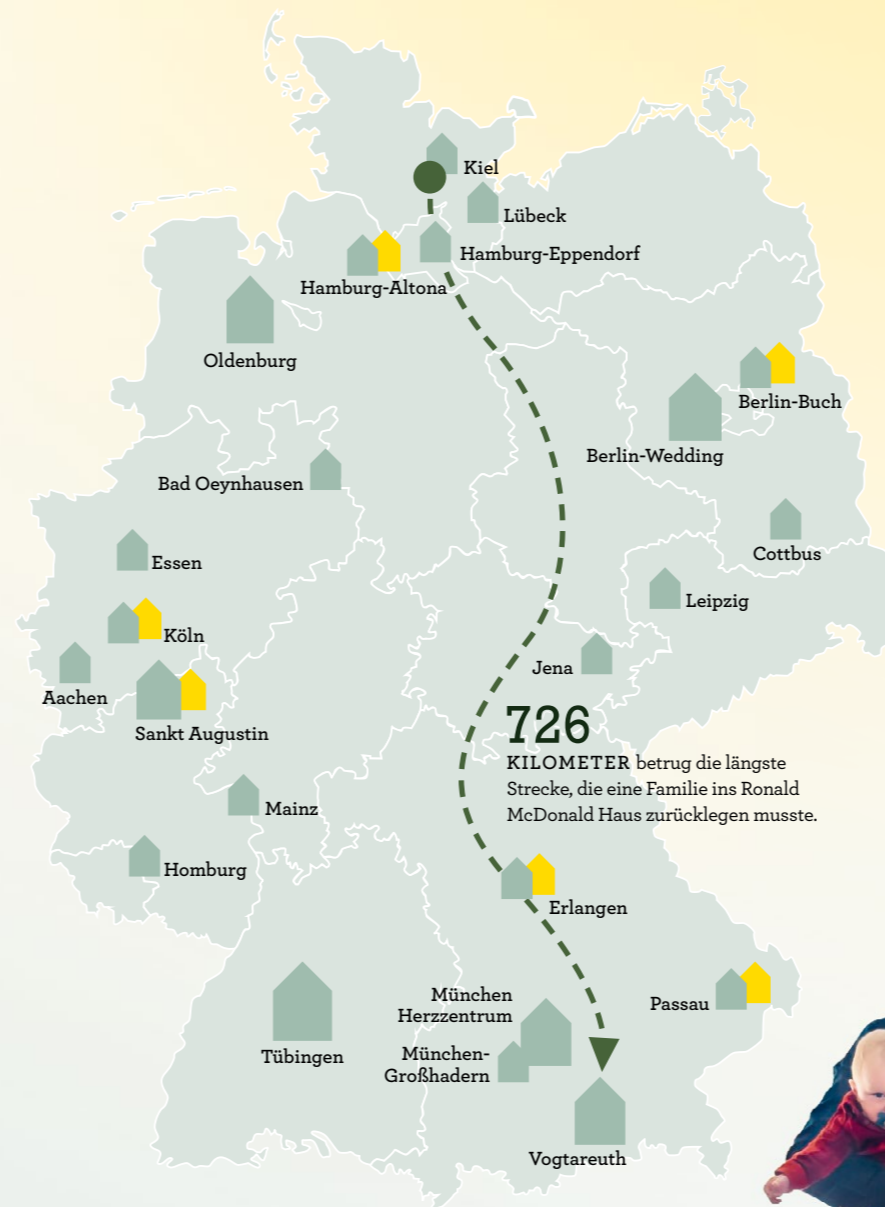 Kiel
Lübeck
Hamburg-Eppendorf
Hamburg-Altona
Oldenburg
Berlin-Buch
Berlin-Wedding
Bad Oeynhausen
Cottbus
Essen
Leipzig
Köln
Jena
Aachen
Sankt Augustin
726
KILOMETER betrug die längste
Strecke, die eine Familie ins Ronald
McDonald Haus zurücklegen musste.
Mainz
Homburg
Erlangen
München
Herzzentrum
Passau
Tübingen
München-
Großhadern
Vogtareuth